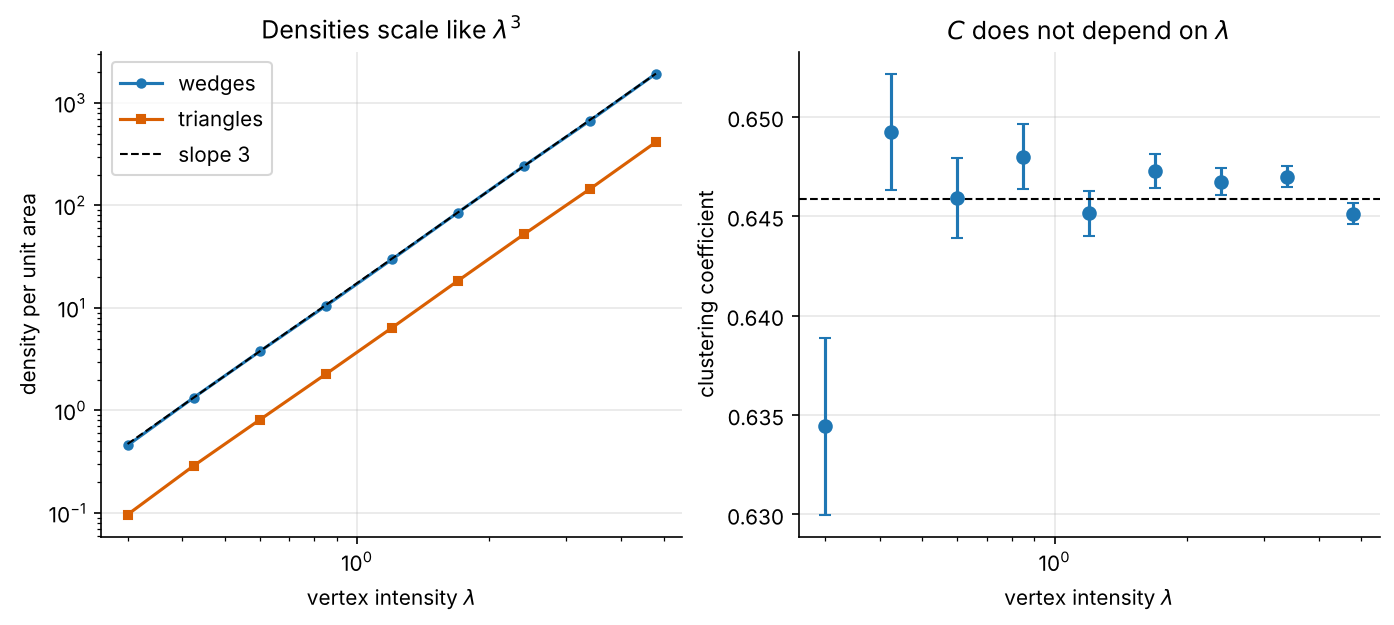 Densities scale like λ³
wedges
triangles
slope 3
10³
10²
10¹
10⁰
10⁻¹
density per unit area
10⁰
vertex intensity λ
C does not depend on λ
0.650
0.645
0.640
0.635
0.630
clustering coefficient
10⁰
vertex intensity λ